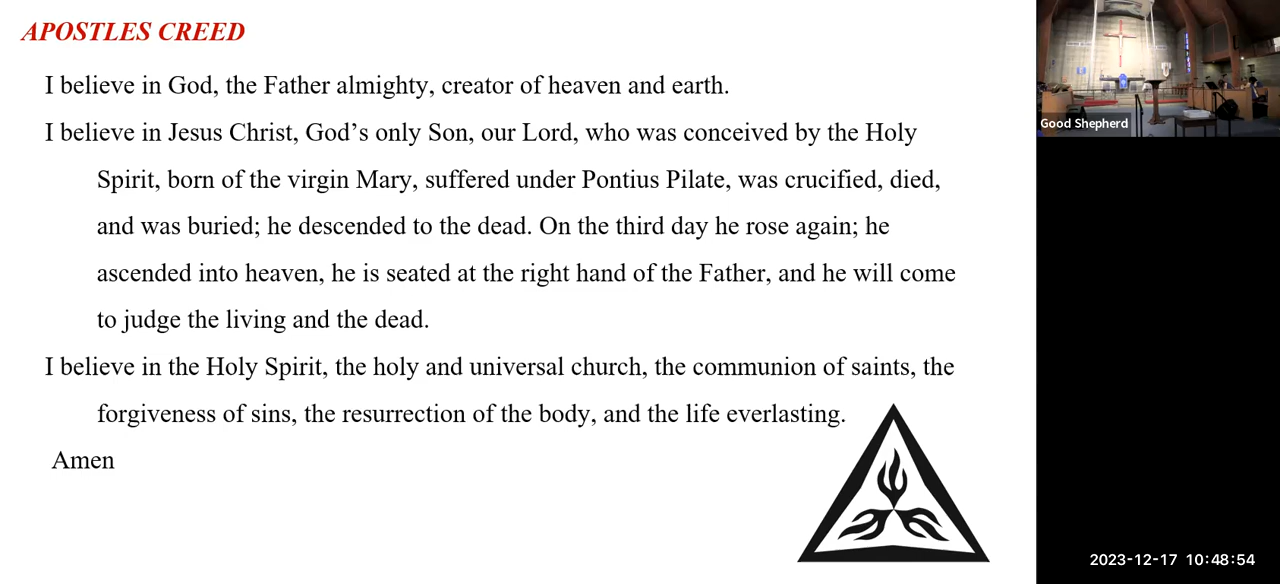 APOSTLES CREED
I believe in God, the Father almighty, creator of heaven and earth.
I believe in Jesus Christ, God’s only Son, our Lord, who was conceived by the Holy
Spirit, born of the virgin Mary, suffered under Pontius Pilate, was crucified, died,
and was buried; he descended to the dead. On the third day he rose again; he
ascended into heaven, he is seated at the right hand of the Father, and he will come
to judge the living and the dead.
I believe in the Holy Spirit, the holy and universal church, the communion of saints, the
forgiveness of sins, the resurrection of the body, and the life everlasting.
Amen
Good Shepherd
2023-12-17 10:48:54